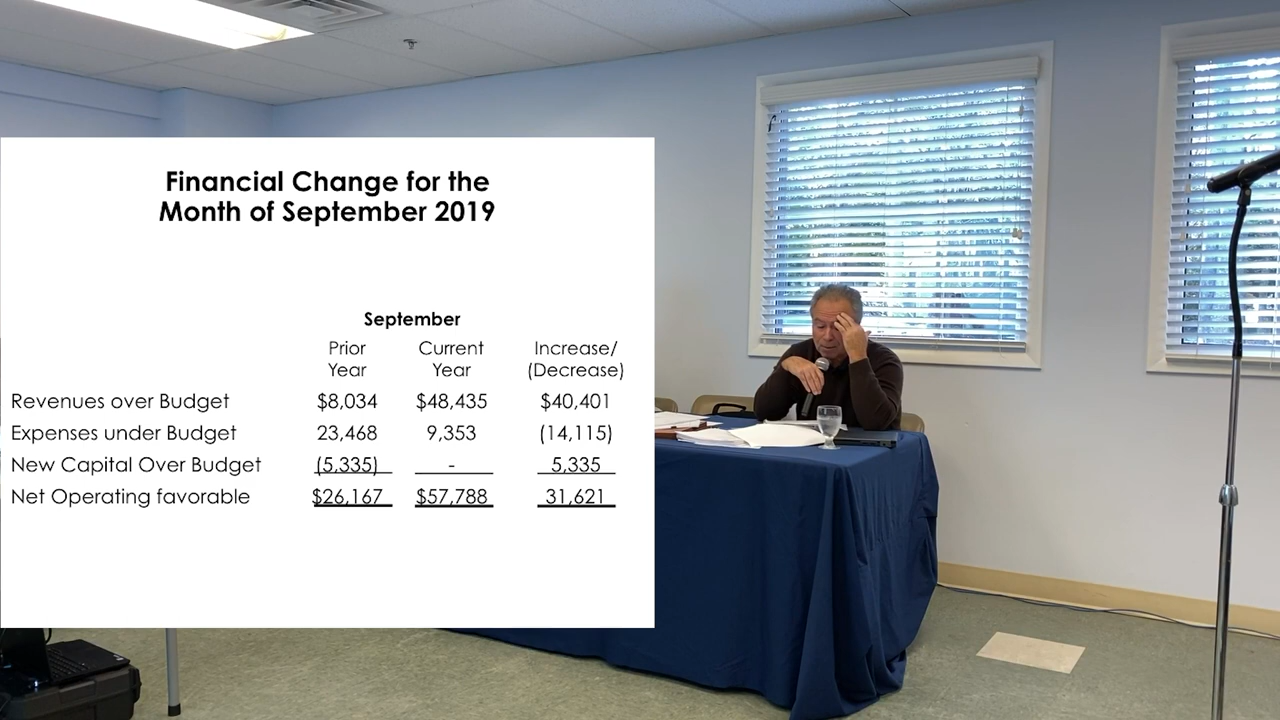 Financial Change for the
Month of September 2019
September
Prior Current Increase/
Year Year (Decrease)
Revenues over Budget $8,034 $48,435 $40,401
Expenses under Budget 23,468 9,353 (14,115)
New Capital Over Budget (5,335) - 5,335
Net Operating favorable $26,167 $57,788 31,621